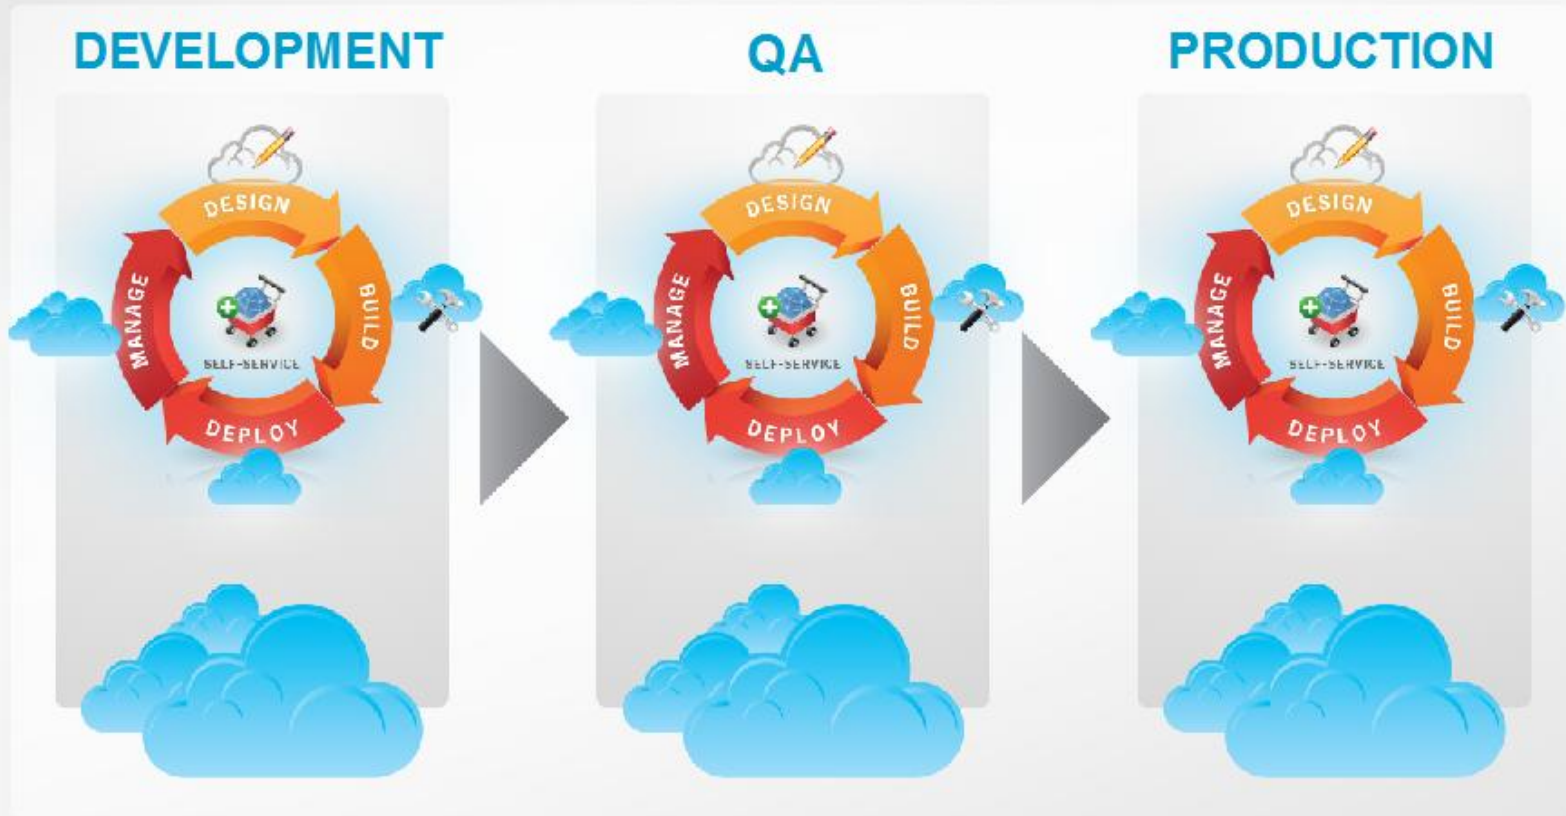 DEVELOPMENT
DESIGN
BUILD
DEPLOY
MANAGE
SELF-SERVICE
QA
DESIGN
BUILD
DEPLOY
MANAGE
SELF-SERVICE
PRODUCTION
DESIGN
BUILD
DEPLOY
MANAGE
SELF-SERVICE